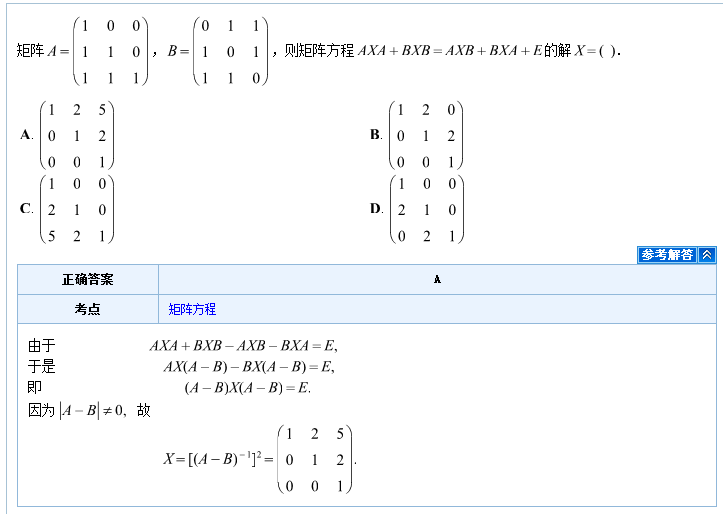 矩阵 A = (1 0 0; 1 1 0; 1 1 1), B = (0 1 1; 1 0 1; 1 1 0), 则矩阵方程 AXA + BXB = AXB + BXA + E 的解 X = ( ).
A. (1 2 5; 0 1 2; 0 0 1) B. (1 2 0; 0 1 2; 0 0 1)
C. (1 0 0; 2 1 0; 5 2 1) D. (1 0 0; 2 1 0; 0 2 1)
参考解答
正确答案 A
考点 矩阵方程
由于 AXA + BXB − AXB − BXA = E,
于是 AX(A − B) − BX(A − B) = E,
即 (A − B)X(A − B) = E.
因为 |A − B| ≠ 0, 故
X = [(A − B)⁻¹]² = (1 2 5; 0 1 2; 0 0 1).